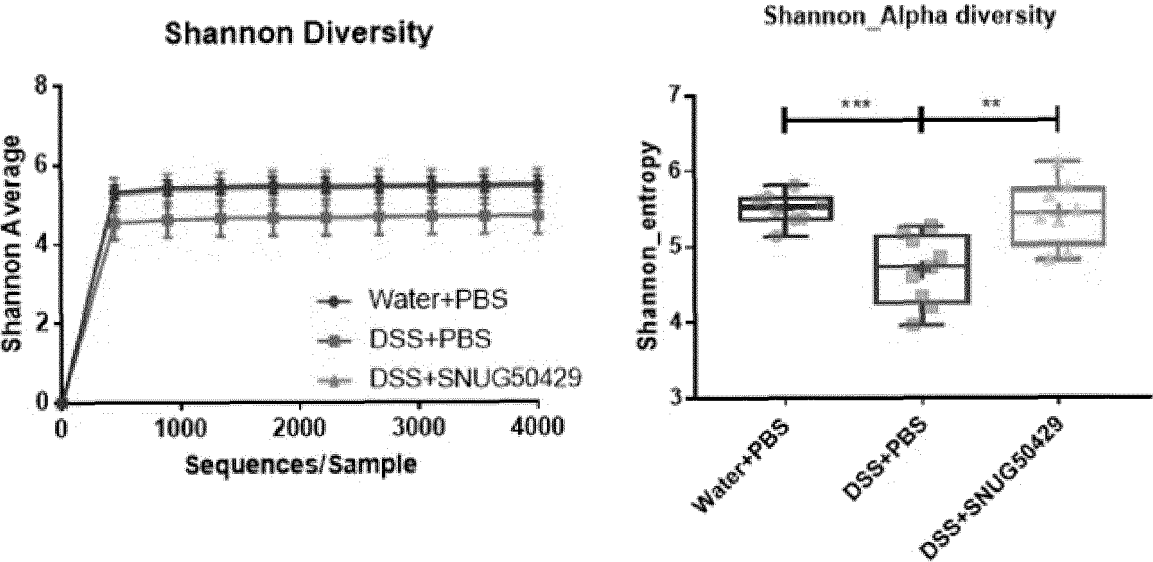 Shannon Diversity
Shannon Average
8
6
4
2
0
0
1000
2000
3000
4000
Sequences/Sample
Water+PBS
DSS+PBS
DSS+SNUG50429
Shannon_Alpha diversity
Shannon_entropy
7
6
5
4
3
***
**
Water+PBS
DSS+PBS
DSS+SNUG50429